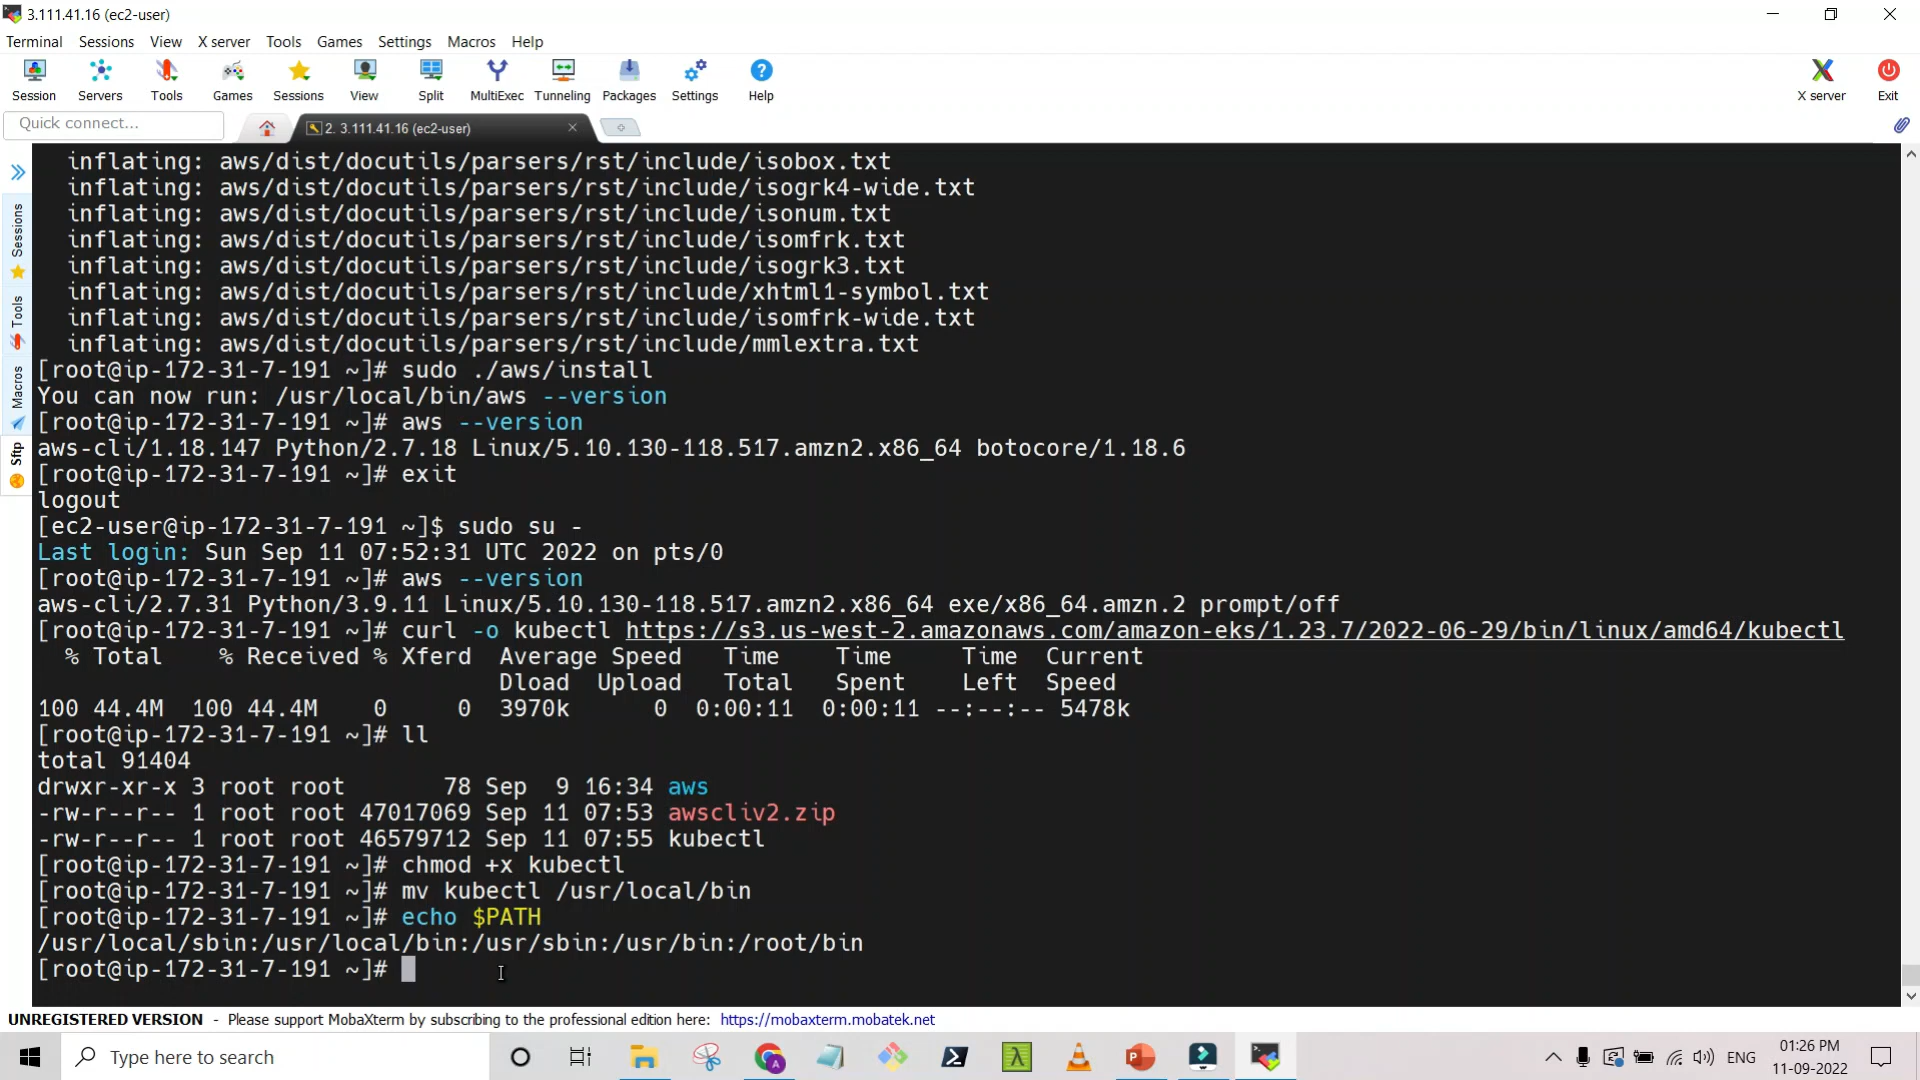 3.111.41.16 (ec2-user)
Terminal Sessions View X server Tools Games Settings Macros Help
Session Servers Tools Games Sessions View Split MultiExec Tunneling Packages Settings Help X server Exit
Quick connect...
2. 3.111.41.16 (ec2-user)
Sessions
Tools
Macros
Sftp
inflating: aws/dist/docutils/parsers/rst/include/isobox.txt
inflating: aws/dist/docutils/parsers/rst/include/isogrk4-wide.txt
inflating: aws/dist/docutils/parsers/rst/include/isonum.txt
inflating: aws/dist/docutils/parsers/rst/include/isomfrk.txt
inflating: aws/dist/docutils/parsers/rst/include/isogrk3.txt
inflating: aws/dist/docutils/parsers/rst/include/xhtml1-symbol.txt
inflating: aws/dist/docutils/parsers/rst/include/isomfrk-wide.txt
inflating: aws/dist/docutils/parsers/rst/include/mmlextra.txt
[root@ip-172-31-7-191 ~]# sudo ./aws/install
You can now run: /usr/local/bin/aws --version
[root@ip-172-31-7-191 ~]# aws --version
aws-cli/1.18.147 Python/2.7.18 Linux/5.10.130-118.517.amzn2.x86_64 botocore/1.18.6
[root@ip-172-31-7-191 ~]# exit
logout
[ec2-user@ip-172-31-7-191 ~]$ sudo su -
Last login: Sun Sep 11 07:52:31 UTC 2022 on pts/0
[root@ip-172-31-7-191 ~]# aws --version
aws-cli/2.7.31 Python/3.9.11 Linux/5.10.130-118.517.amzn2.x86_64 exe/x86_64.amzn.2 prompt/off
[root@ip-172-31-7-191 ~]# curl -o kubectl https://s3.us-west-2.amazonaws.com/amazon-eks/1.23.7/2022-06-29/bin/linux/amd64/kubectl
% Total % Received % Xferd Average Speed Time Time Time Current
Dload Upload Total Spent Left Speed
100 44.4M 100 44.4M 0 0 3970k 0 0:00:11 0:00:11 --:--:-- 5478k
[root@ip-172-31-7-191 ~]# ll
total 91404
drwxr-xr-x 3 root root 78 Sep 9 16:34 aws
-rw-r--r-- 1 root root 47017069 Sep 11 07:53 awscliv2.zip
-rw-r--r-- 1 root root 46579712 Sep 11 07:55 kubectl
[root@ip-172-31-7-191 ~]# chmod +x kubectl
[root@ip-172-31-7-191 ~]# mv kubectl /usr/local/bin
[root@ip-172-31-7-191 ~]# echo $PATH
/usr/local/sbin:/usr/local/bin:/usr/sbin:/usr/bin:/root/bin
[root@ip-172-31-7-191 ~]#
UNREGISTERED VERSION - Please support MobaXterm by subscribing to the professional edition here: https://mobaxterm.mobatek.net
Type here to search
ENG
01:26 PM
11-09-2022